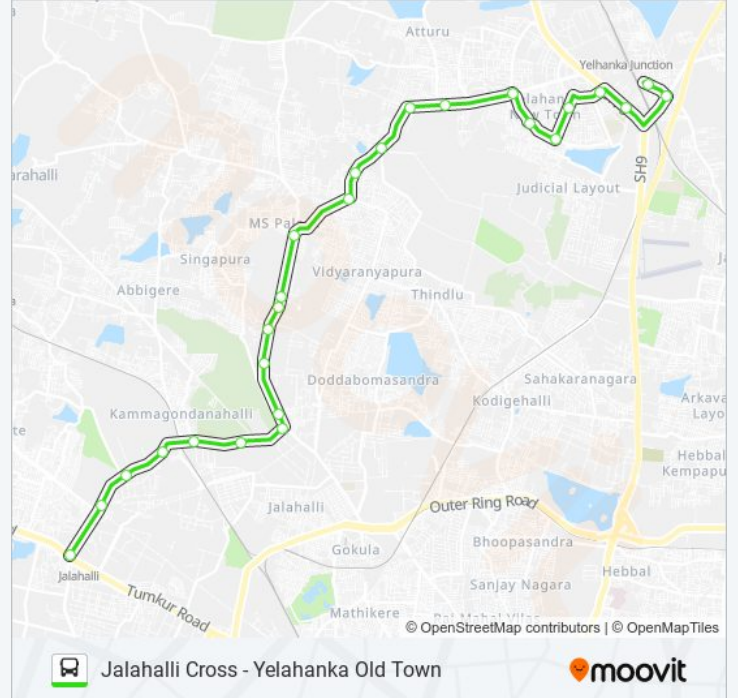 Atturu
Yelhanka Junction
New Town
arahalli
SH9
Judicial Layout
MS Pal
Singapura
Vidyaranyapura
Abbigere
Thindlu
Doddabomasandra
Sahakaranagara
Kodigehalli
Arkava
Layo
Kammagondanahalli
te
Hebbal
Kempapu
Jalahalli
Outer Ring Road
Gokula
Bhoopasandra
Jalahalli
Hebbal
Tumkur Road
Sanjay Nagara
Mathikere
© OpenStreetMap contributors | © OpenMapTiles
Jalahalli Cross - Yelahanka Old Town
moovit